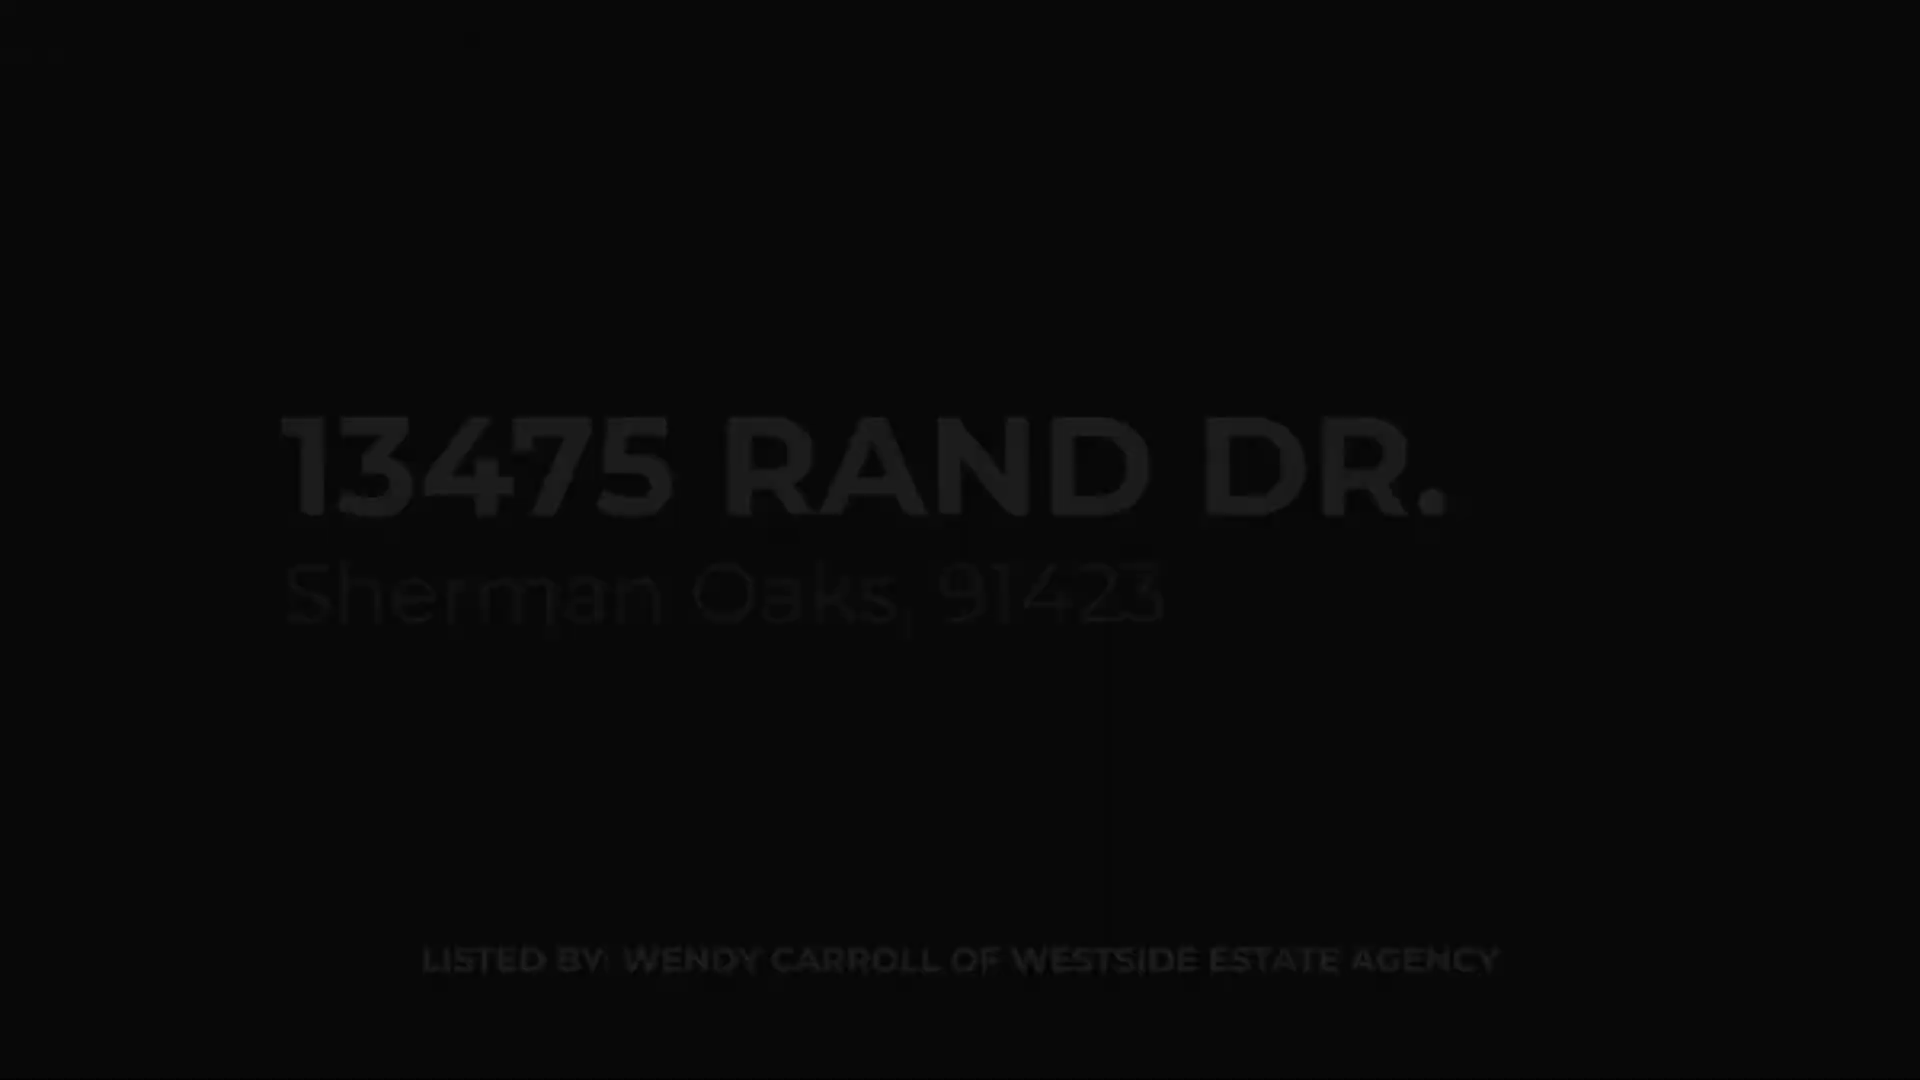 13475 RAND DR.
Sherman Oaks, 91423
LISTED BY: WENDY CARROLL OF WESTSIDE ESTATE AGENCY